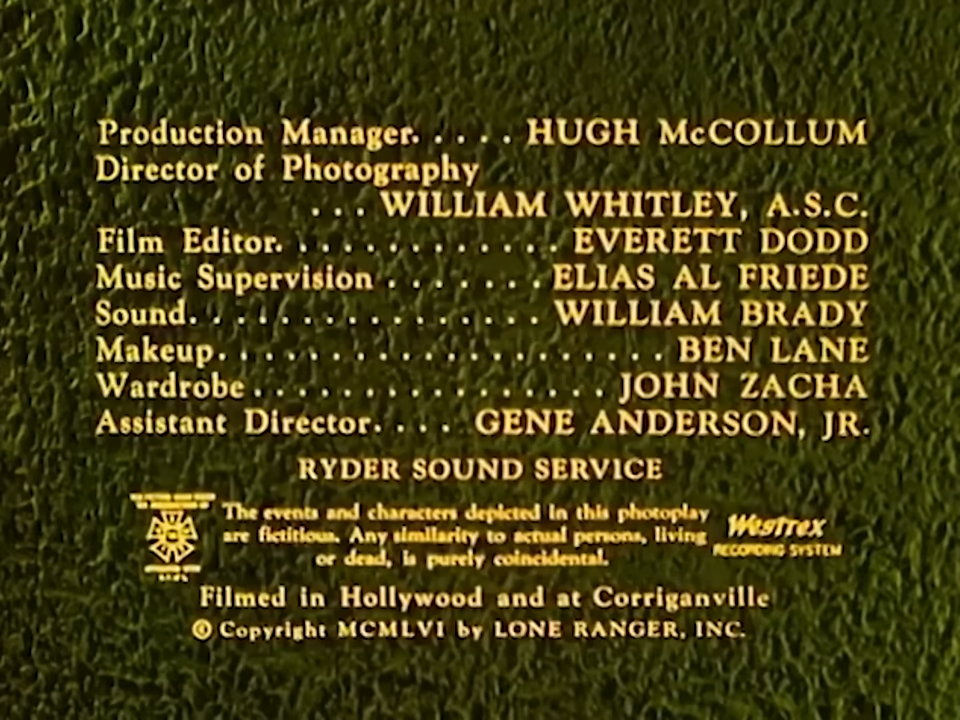 Production Manager. . . . . HUGH McCOLLUM
Director of Photography
. . . WILLIAM WHITLEY, A.S.C.
Film Editor. . . . . . . . . . . . . EVERETT DODD
Music Supervision . . . . . . . ELIAS AL FRIEDE
Sound. . . . . . . . . . . . . . . . WILLIAM BRADY
Makeup. . . . . . . . . . . . . . . . . . . . BEN LANE
Wardrobe . . . . . . . . . . . . . . . . JOHN ZACHA
Assistant Director. . . . GENE ANDERSON, JR.
RYDER SOUND SERVICE
The events and characters depicted in this photoplay
are fictitious. Any similarity to actual persons, living
or dead, is purely coincidental.
Westrex
RECORDING SYSTEM
Filmed in Hollywood and at Corriganville
© Copyright MCMLVI by LONE RANGER, INC.